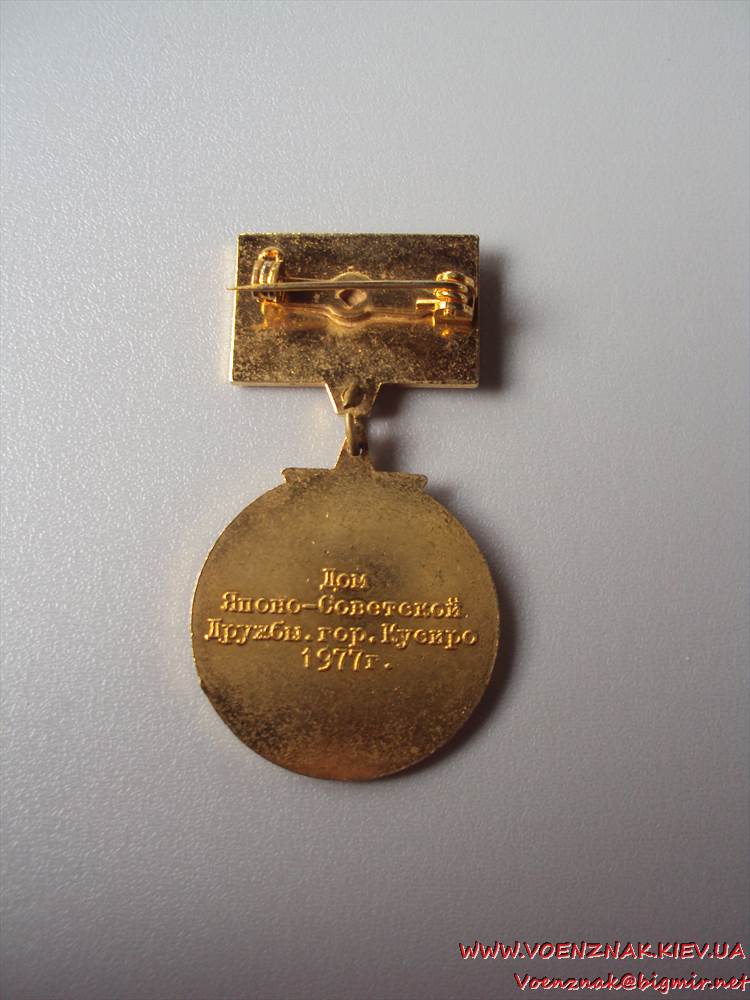 Дом
Японо-Советской
Дружбы. гор. Кусиро
1977г.
WWW.VOENZNAK.KIEV.UA
Voenznak@bigmir.net